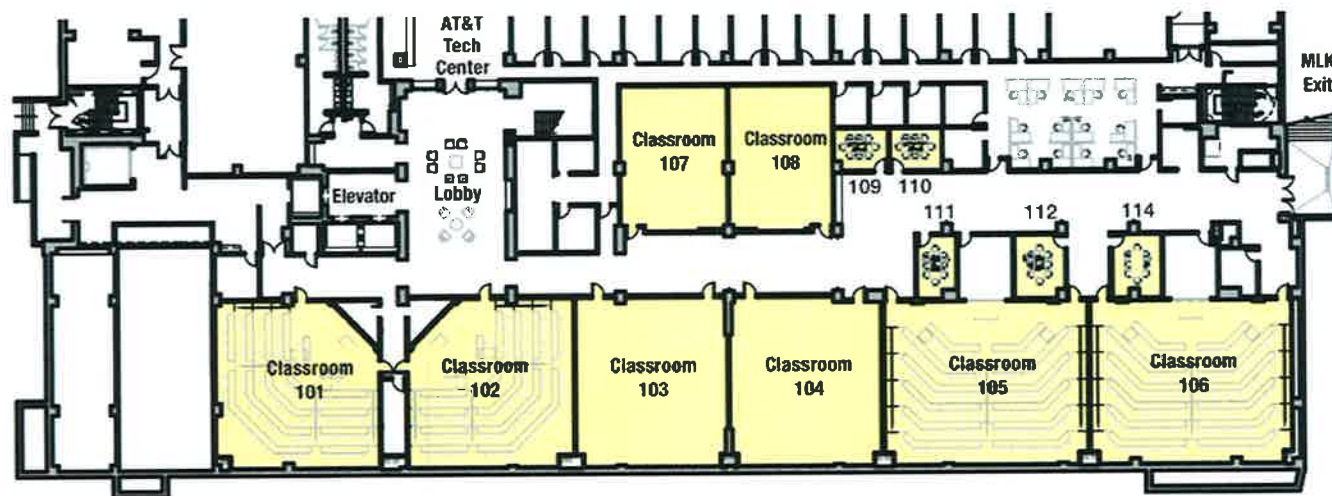 AT&T
Tech
Center
MLK
Exit
Classroom
107
Classroom
108
109
110
Elevator
Lobby
111
112
114
Classroom
101
Classroom
102
Classroom
103
Classroom
104
Classroom
105
Classroom
106